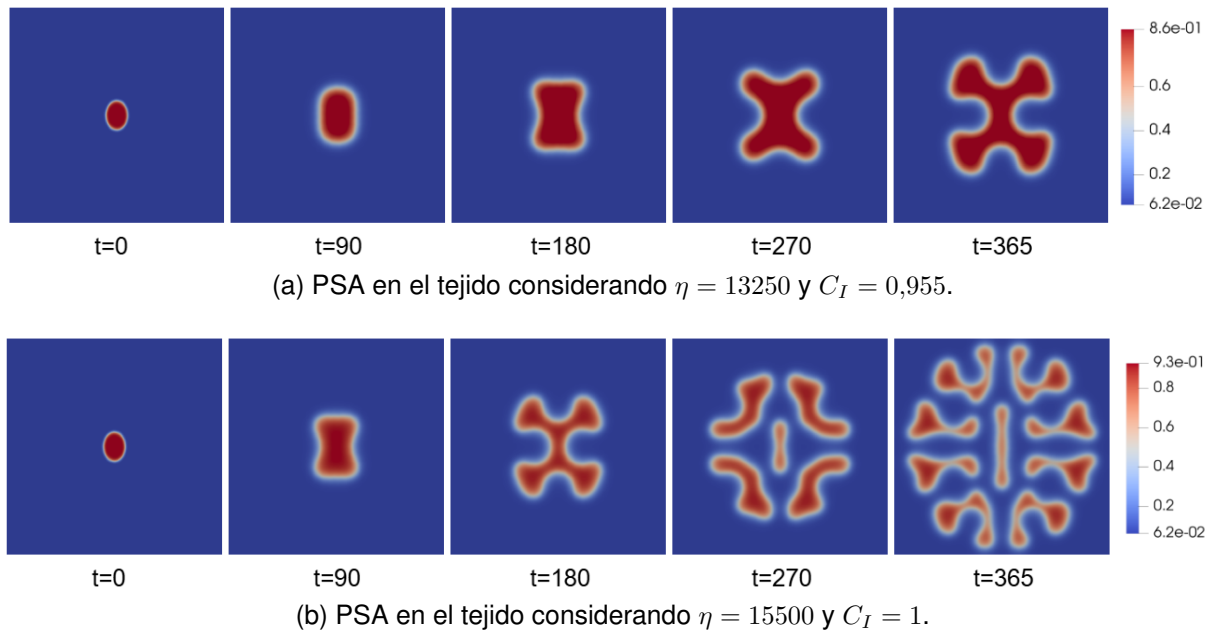 8.6e-01
0.6
0.4
0.2
6.2e-02
t=0 t=90 t=180 t=270 t=365
(a) PSA en el tejido considerando η = 13250 y C_I = 0,955.
9.3e-01
0.8
0.6
0.4
0.2
6.2e-02
t=0 t=90 t=180 t=270 t=365
(b) PSA en el tejido considerando η = 15500 y C_I = 1.